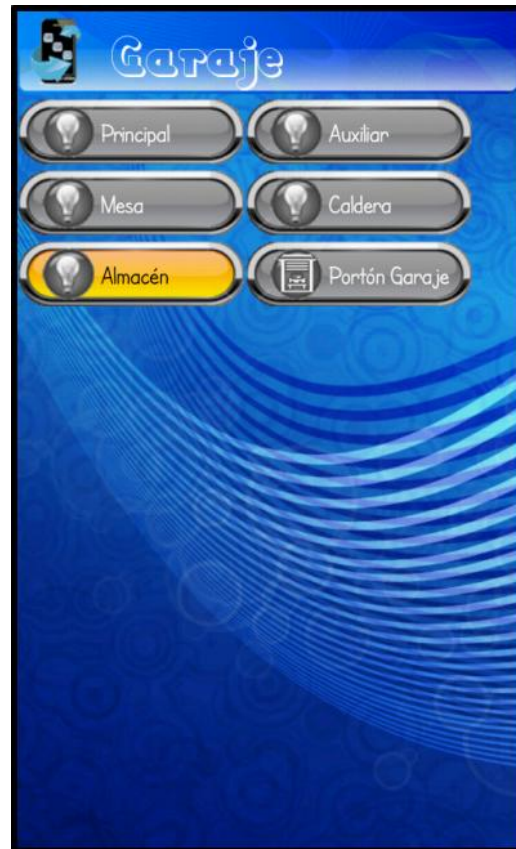 Garaje
Principal
Auxiliar
Mesa
Caldera
Almacén
Portón Garaje